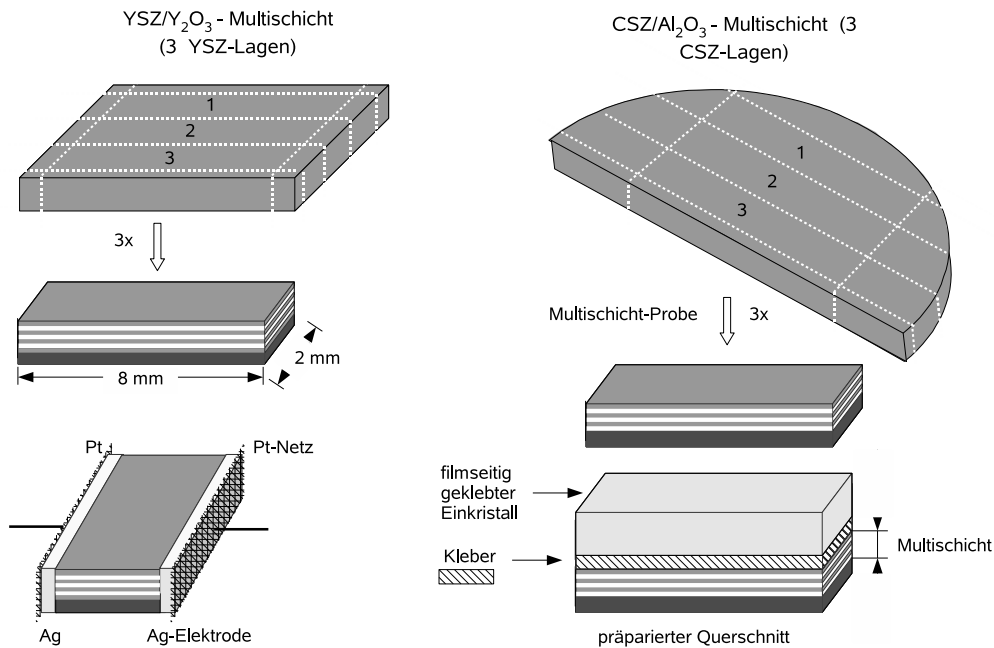 YSZ/Y2O3 - Multischicht
(3 YSZ-Lagen)
1
2
3
3x
2 mm
8 mm
Pt
Pt-Netz
Ag
Ag-Elektrode
CSZ/Al2O3 - Multischicht (3
CSZ-Lagen)
1
2
3
Multischicht-Probe
3x
filmseitig
geklebter
Einkristall
Kleber
Multischicht
präparierter Querschnitt